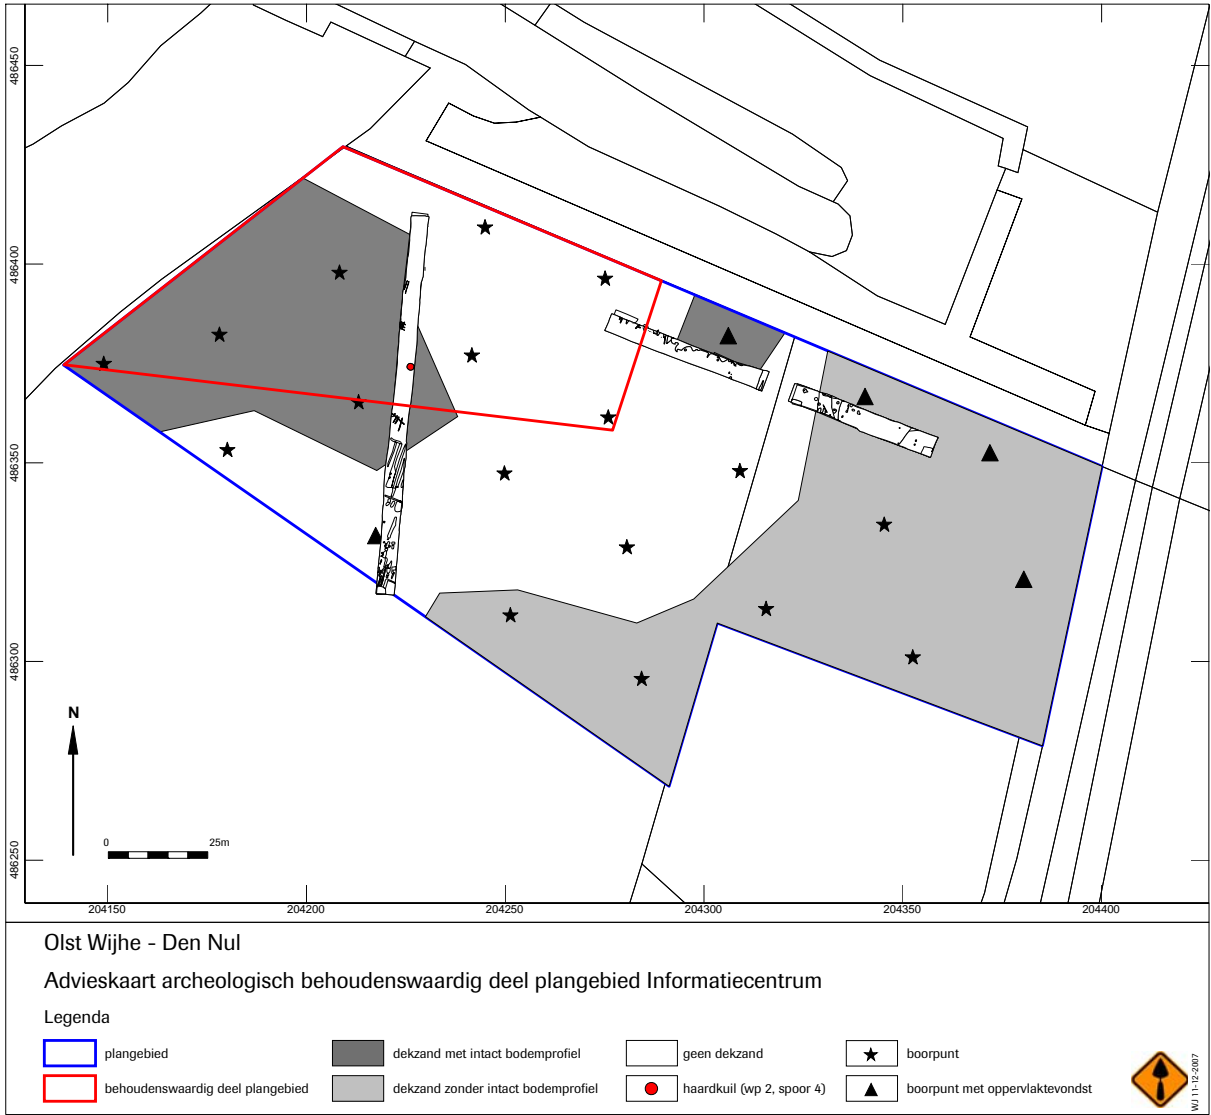 486450
486400
486350
486300
486250
N
0 25m
204150 204200 204250 204300 204350 204400
Olst Wijhe - Den Nul
Advieskaart archeologisch behoudenswaardig deel plangebied Informatiecentrum
Legenda
plangebied dekzand met intact bodemprofiel geen dekzand boorpunt
behoudenswaardig deel plangebied dekzand zonder intact bodemprofiel haardkuil (wp 2, spoor 4) boorpunt met oppervlaktevondst
WJ 11-12-2007